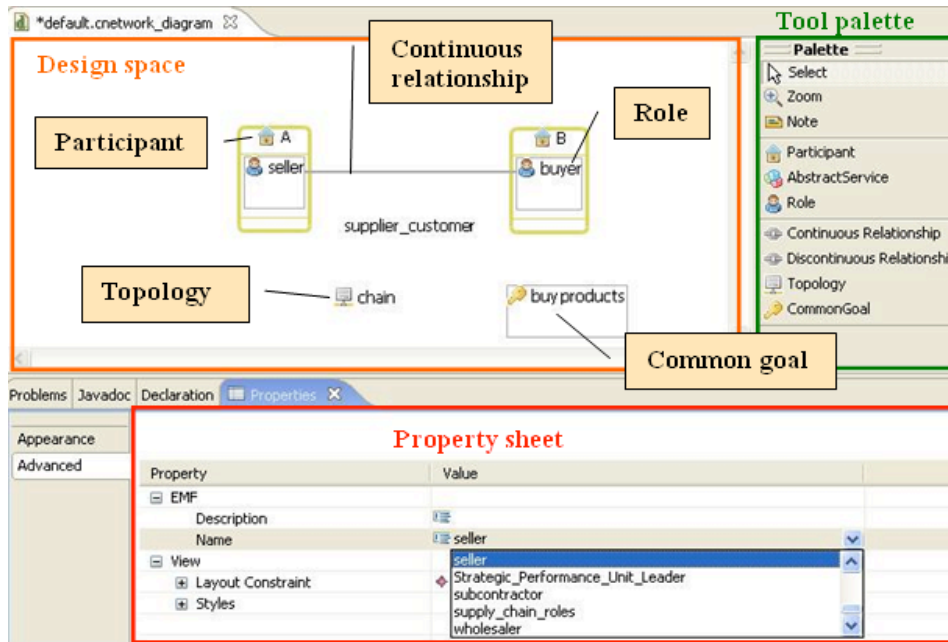 *default.cnetwork_diagram
Tool palette
Design space
Continuous
relationship
Role
Participant
A
seller
B
buyer
supplier_customer
Topology
chain
buy products
Common goal
Palette
Select
Zoom
Note
Participant
AbstractService
Role
Continuous Relationship
Discontinuous Relationshi
Topology
CommonGoal
Problems Javadoc Declaration Properties
Appearance
Advanced
Property sheet
Property Value
EMF
Description
Name seller
View seller
Layout Constraint Strategic_Performance_Unit_Leader
subcontractor
Styles supply_chain_roles
wholesaler